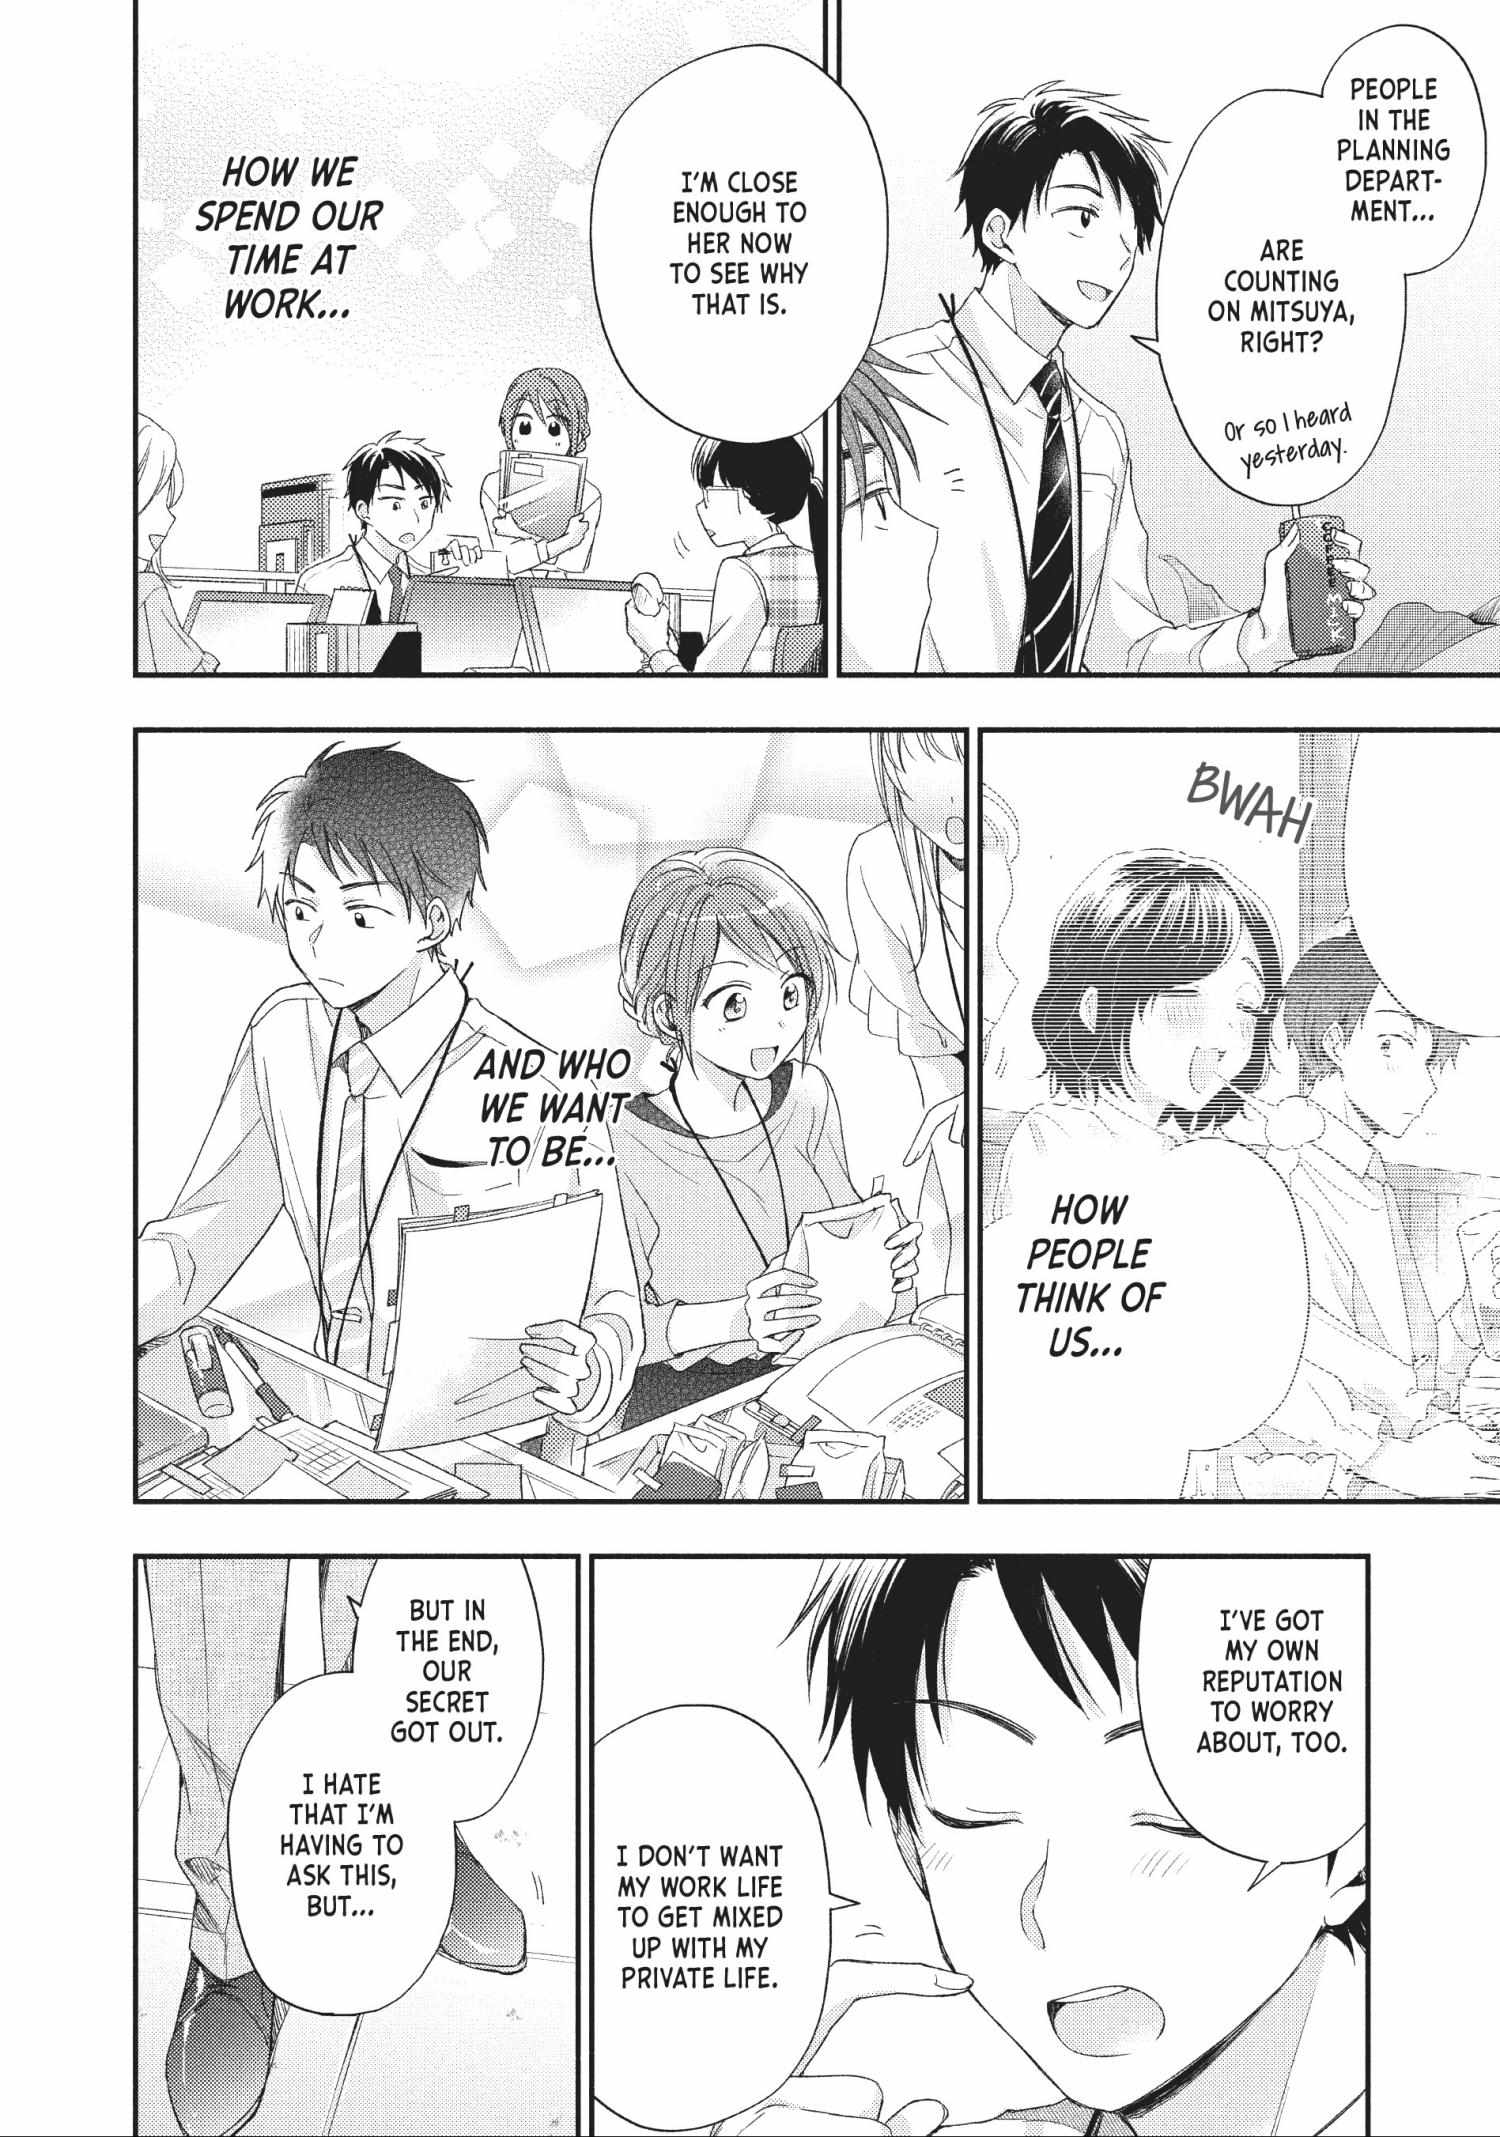 PEOPLE
IN THE
PLANNING
DEPART-
MENT...
ARE
COUNTING
ON MITSUYA,
RIGHT?
Or so I heard
yesterday.
COFFEE MILK
I'M CLOSE
ENOUGH TO
HER NOW
TO SEE WHY
THAT IS.
HOW WE
SPEND OUR
TIME AT
WORK...
BWAH
HOW
PEOPLE
THINK OF
US...
AND WHO
WE WANT
TO BE...
I'VE GOT
MY OWN
REPUTATION
TO WORRY
ABOUT, TOO.
I DON'T WANT
MY WORK LIFE
TO GET MIXED
UP WITH MY
PRIVATE LIFE.
BUT IN
THE END,
OUR
SECRET
GOT OUT.
I HATE
THAT I'M
HAVING TO
ASK THIS,
BUT...